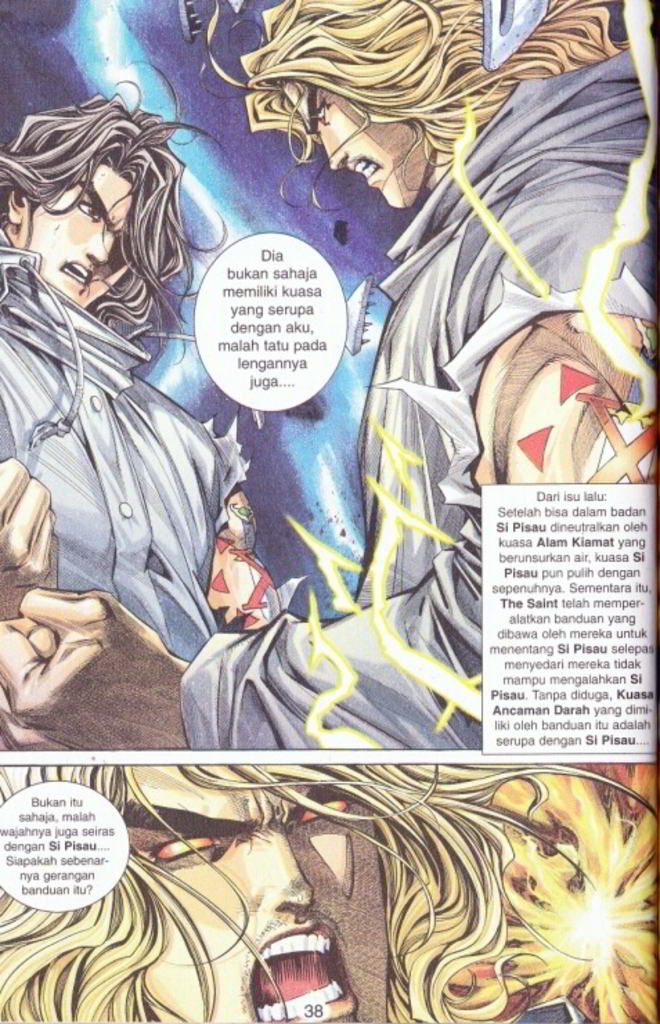 Dia
bukan sahaja
memiliki kuasa
yang serupa
dengan aku,
malah tatu pada
lengannya
juga....
Dari isu lalu:
Setelah bisa dalam badan
Si Pisau dineutralkan oleh
kuasa Alam Kiamat yang
berunsurkan air, kuasa Si
Pisau pun pulih dengan
sepenuhnya. Sementara itu,
The Saint telah memper-
alatkan banduan yang
dibawa oleh mereka untuk
menentang Si Pisau selepas
menyedari mereka tidak
mampu mengalahkan Si
Pisau. Tanpa diduga, Kuasa
Ancaman Darah yang dimi-
liki oleh banduan itu adalah
serupa dengan Si Pisau....
Bukan itu
sahaja, malah
wajahnya juga seiras
dengan Si Pisau....
Siapakah sebenar-
nya gerangan
banduan itu?
38